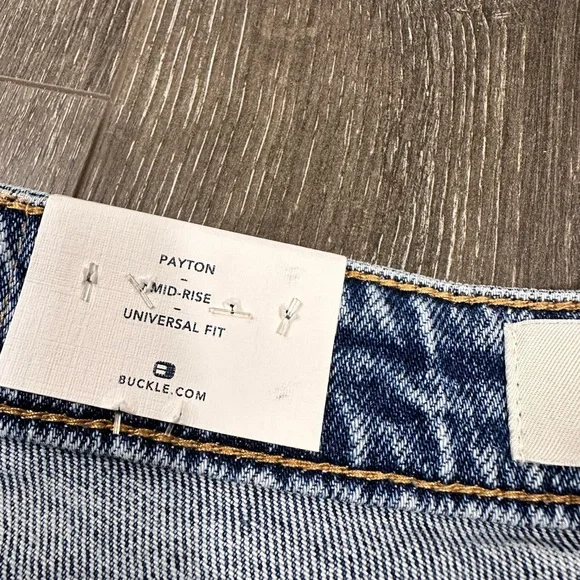 PAYTON
–
MID-RISE
–
UNIVERSAL FIT
BUCKLE.COM